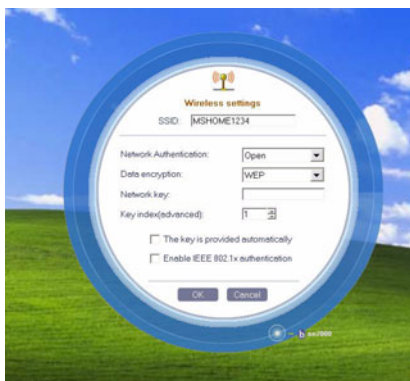 Wireless settings
SSID: MSHOME1234
Network Authentication: Open
Data encryption: WEP
Network key:
Key index(advanced): 1
The key is provided automatically
Enable IEEE 802.1x authentication
OK Cancel